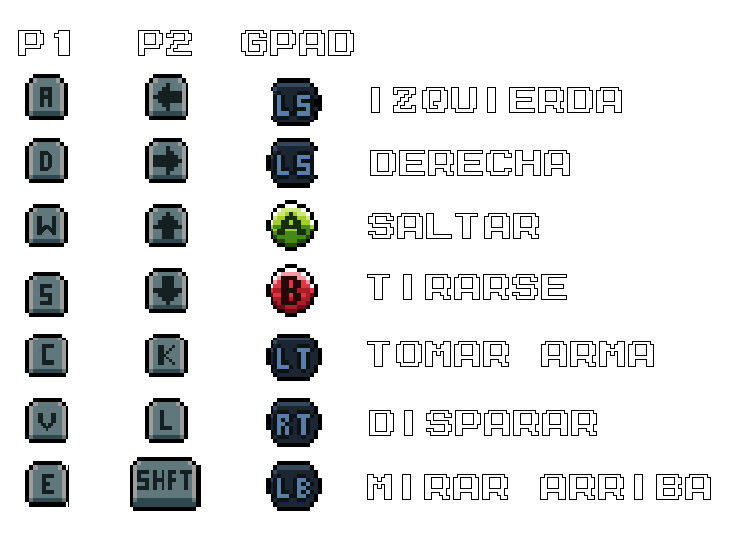 P1 P2 GPAD
A LS IZQUIERDA
D LS DERECHA
W A SALTAR
S B TIRARSE
C K LT TOMAR ARMA
V L RT DISPARAR
E SHFT LB MIRAR ARRIBA